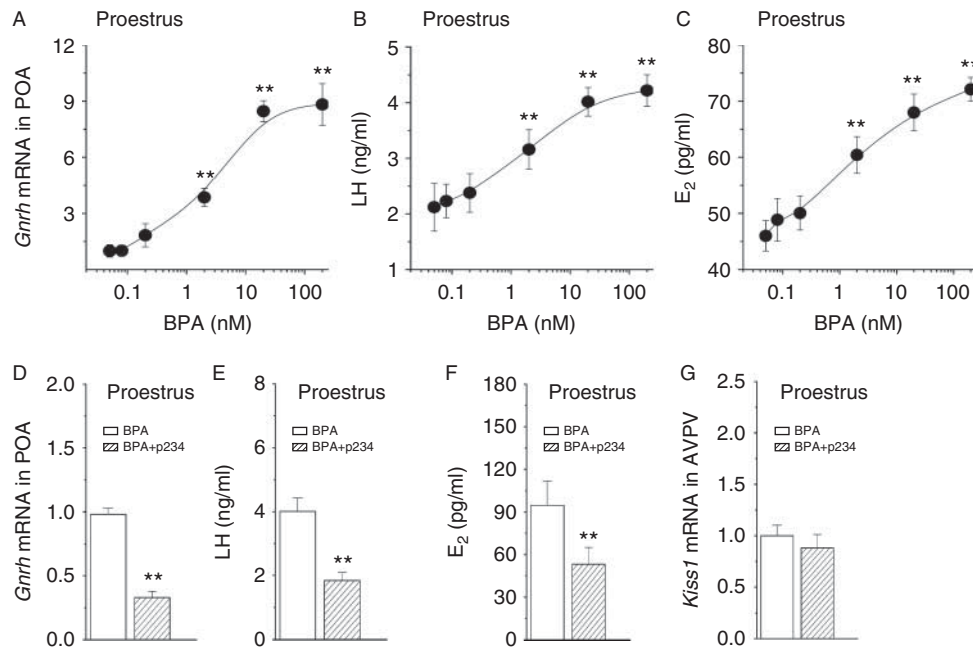 A Proestrus
Gnrh mRNA in POA
12
9
6
3
** ** **
0.1 1 10 100
BPA (nM)
B Proestrus
LH (ng/ml)
5
4
3
2
1
** ** **
0.1 1 10 100
BPA (nM)
C Proestrus
E2 (pg/ml)
80
70
60
50
40
** ** **
0.1 1 10 100
BPA (nM)
D Proestrus
Gnrh mRNA in POA
2.0
1.5
1.0
0.5
0.0
BPA
BPA+p234
**
E Proestrus
LH (ng/ml)
8
6
4
2
0
BPA
BPA+p234
**
F Proestrus
E2 (pg/ml)
180
150
120
90
60
30
0
BPA
BPA+p234
**
G Proestrus
Kiss1 mRNA in AVPV
2.5
2.0
1.5
1.0
0.5
0.0
BPA
BPA+p234